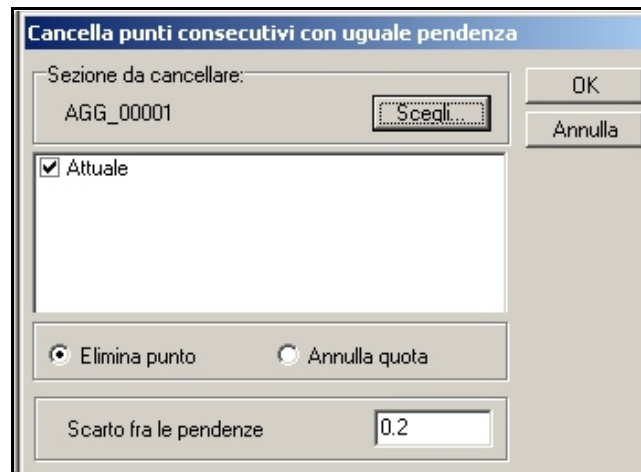 Cancella punti consecutivi con uguale pendenza
Sezione da cancellare:
AGG_00001
Scegli...
OK
Annulla
Attuale
Elimina punto
Annulla quota
Scarto fra le pendenze
0.2